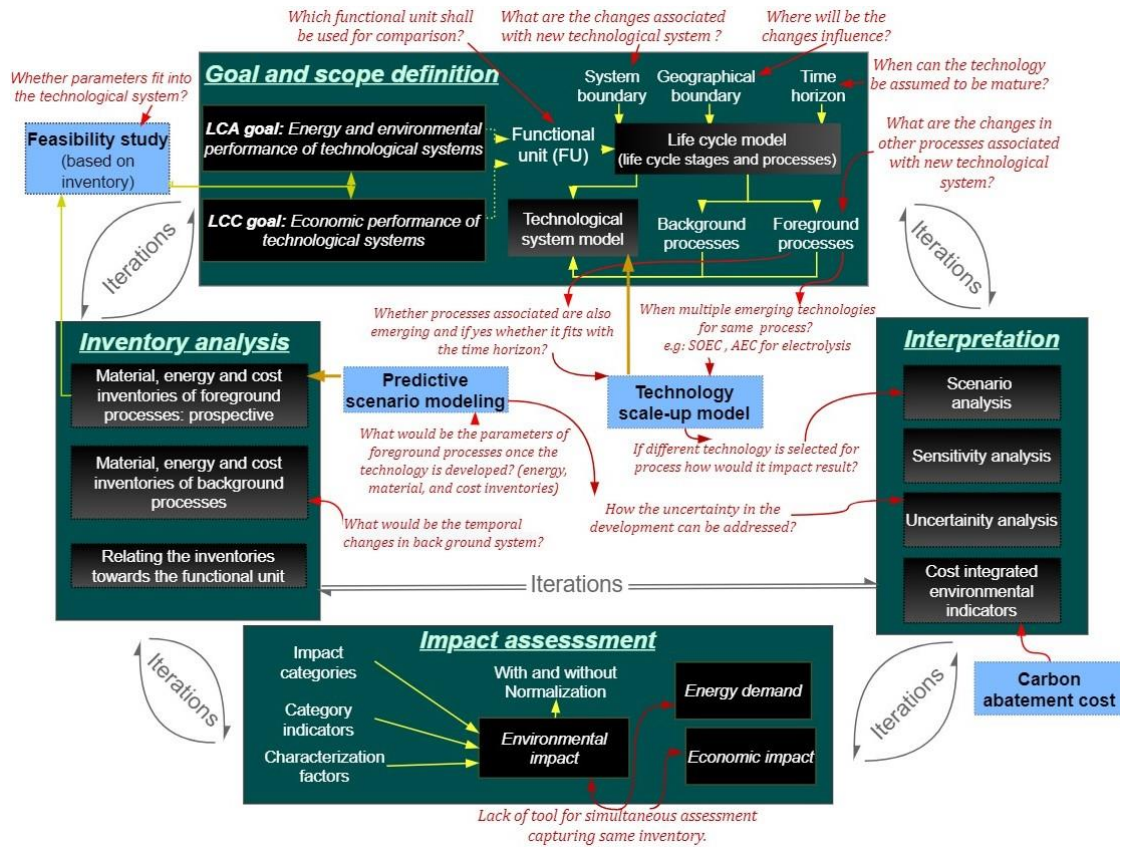 Which functional unit shall
be used for comparison?
What are the changes associated
with new technological system ?
Where will be the
changes influence?
Whether parameters fit into
the technological system?
Goal and scope definition
System
boundary
Geographical
boundary
Time
horizon
When can the technology
be assumed to be mature?
Feasibility study
(based on
inventory)
LCA goal: Energy and environmental
performance of technological systems
Functional
unit (FU)
Life cycle model
(life cycle stages and processes)
What are the changes in
other processes associated
with new technological
system?
LCC goal: Economic performance of
technological systems
Technological
system model
Background
processes
Foreground
processes
Iterations
Iterations
Whether processes associated are also
emerging and if yes whether it fits with
the time horizon?
When multiple emerging technologies
for same process?
e.g: SOEC , AEC for electrolysis
Inventory analysis
Material, energy and cost
inventories of foreground
processes: prospective
Predictive
scenario modeling
Technology
scale-up model
Interpretation
Scenario
analysis
What would be the parameters of
foreground processes once the
technology is developed? (energy,
material, and cost inventories)
If different technology is selected for
process how would it impact result?
Sensitivity analysis
Material, energy and cost
inventories of background
processes
How the uncertainty in the
development can be addressed?
Uncertainity analysis
What would be the temporal
changes in back ground system?
Relating the inventories
towards the functional unit
Iterations
Cost integrated
environmental
indicators
Impact assesssment
Iterations
Impact
categories
Category
indicators
Characterization
factors
With and without
Normalization
Environmental
impact
Energy demand
Economic impact
Iterations
Carbon
abatement cost
Lack of tool for simultaneous assessment
capturing same inventory.